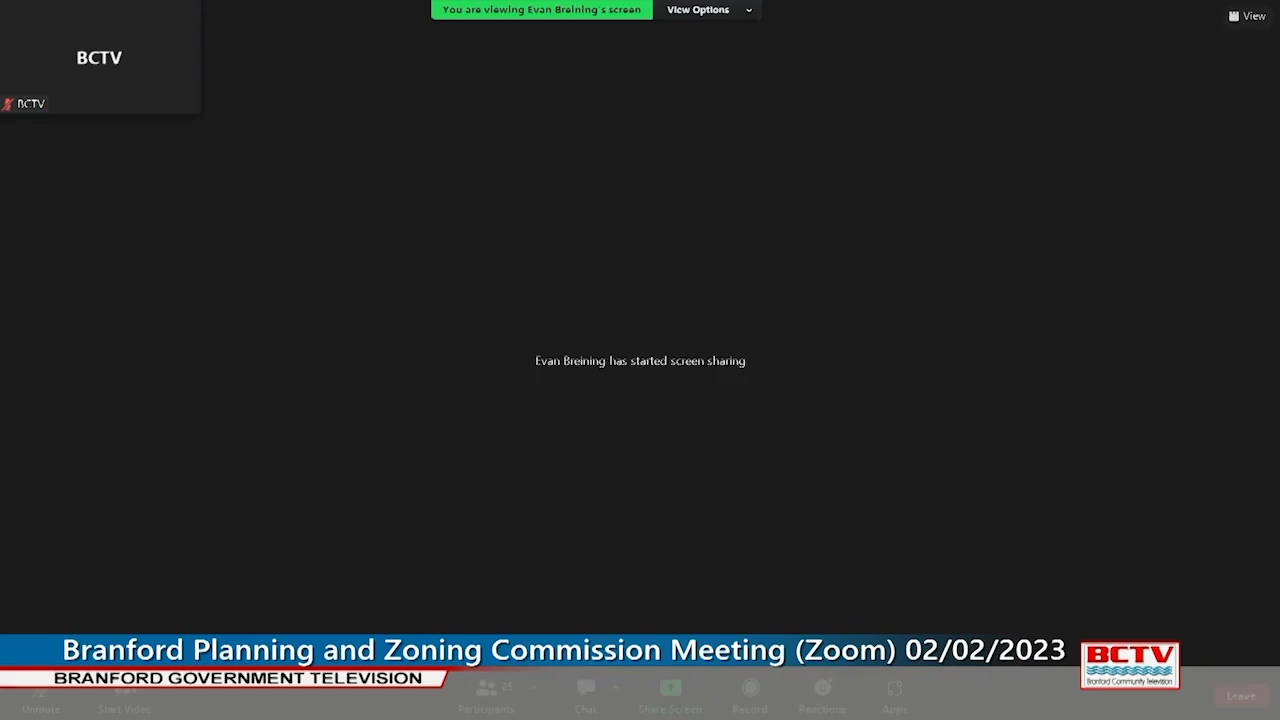 You are viewing Evan Breining's screen
View Options
View
BCTV
BCTV
Evan Breining has started screen sharing
Branford Planning and Zoning Commission Meeting (Zoom) 02/02/2023
BCTV
Branford Community Television
BRANFORD GOVERNMENT TELEVISION
Unmute
Start Video
Participants
25
Chat
Share Screen
Record
Reactions
Apps
Leave